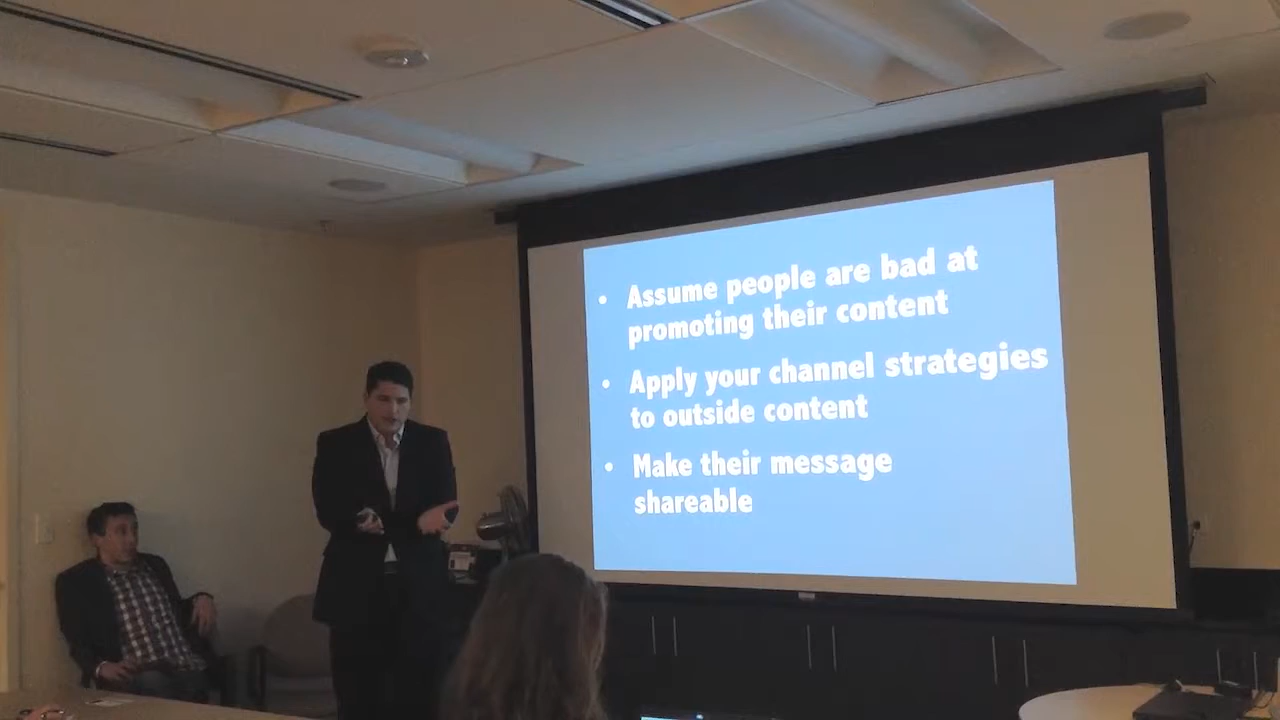 • Assume people are bad at
promoting their content
• Apply your channel strategies
to outside content
• Make their message
shareable